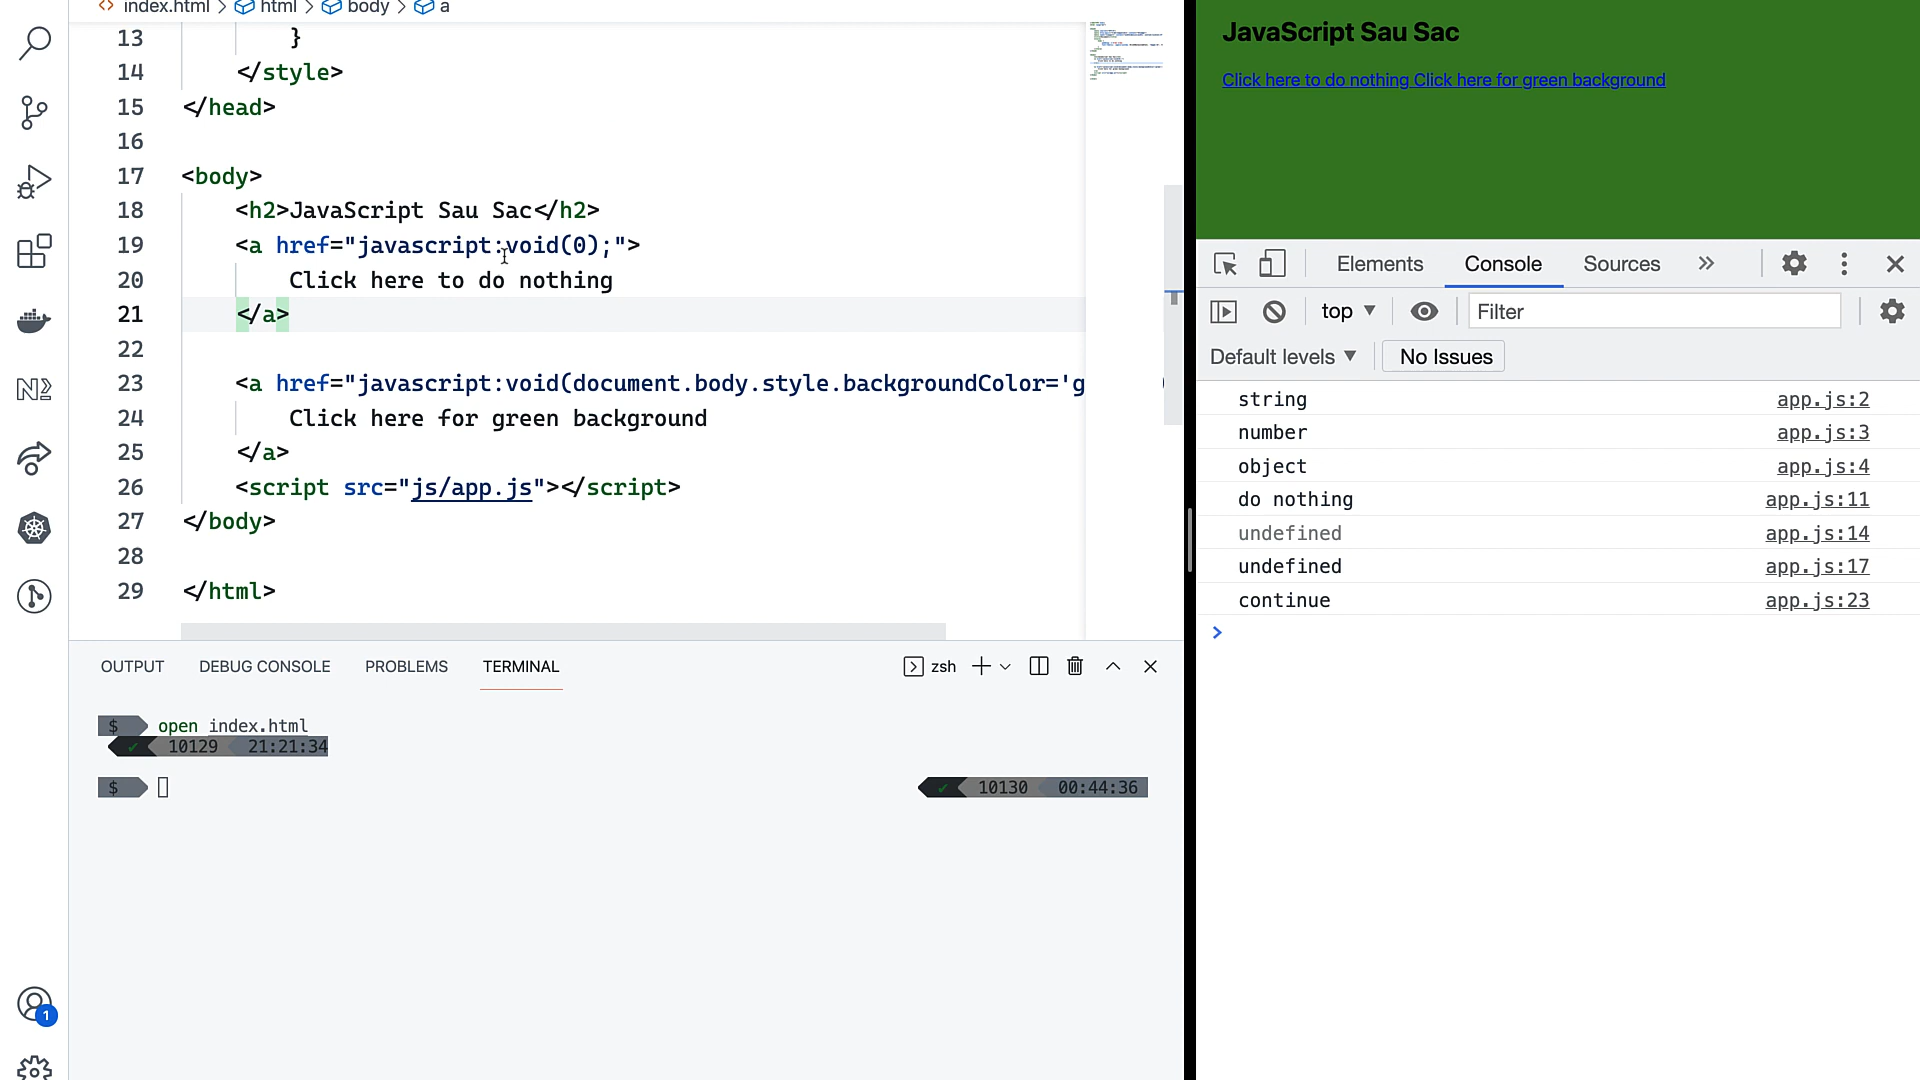 index.html > html > body > a
13 }
14 </style>
15 </head>
16
17 <body>
18 <h2>JavaScript Sau Sac</h2>
19 <a href="javascript:void(0);">
20 Click here to do nothing
21 </a>
22
23 <a href="javascript:void(document.body.style.backgroundColor='g
24 Click here for green background
25 </a>
26 <script src="js/app.js"></script>
27 </body>
28
29 </html>
OUTPUT DEBUG CONSOLE PROBLEMS TERMINAL zsh
$ open index.html
✔ 10129 21:21:34
$ ✔ 10130 00:44:36
1
JavaScript Sau Sac
Click here to do nothing Click here for green background
Elements Console Sources »
top Filter
Default levels No Issues
string app.js:2
number app.js:3
object app.js:4
do nothing app.js:11
undefined app.js:14
undefined app.js:17
continue app.js:23
>